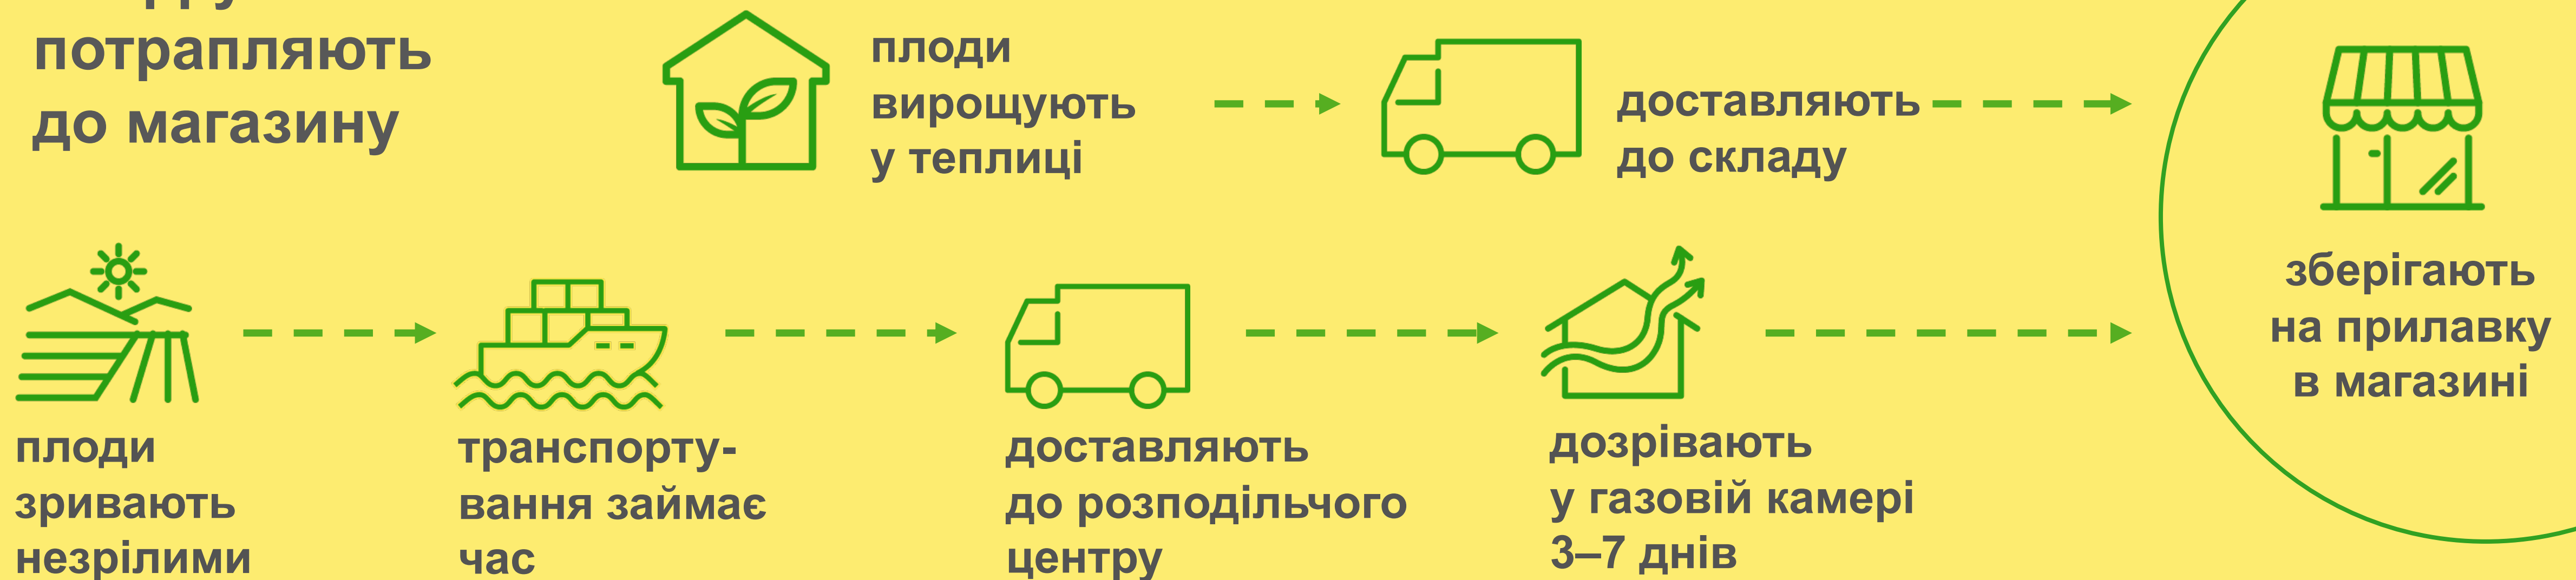 потрапляють
до магазину
плоди
вирощують
у теплиці
доставляють
до складу
зберігають
на прилавку
в магазині
плоди
зривають
незрілими
транспорту-
вання займає
час
доставляють
до розподільчого
центру
дозрівають
у газовій камері
3–7 днів